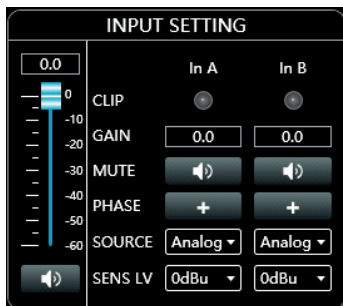 INPUT SETTING
0.0
In A In B
0
CLIP
-10
GAIN 0.0 0.0
-20
-30 MUTE
-40
PHASE + +
-50
-60 SOURCE Analog Analog
SENS LV 0dBu 0dBu